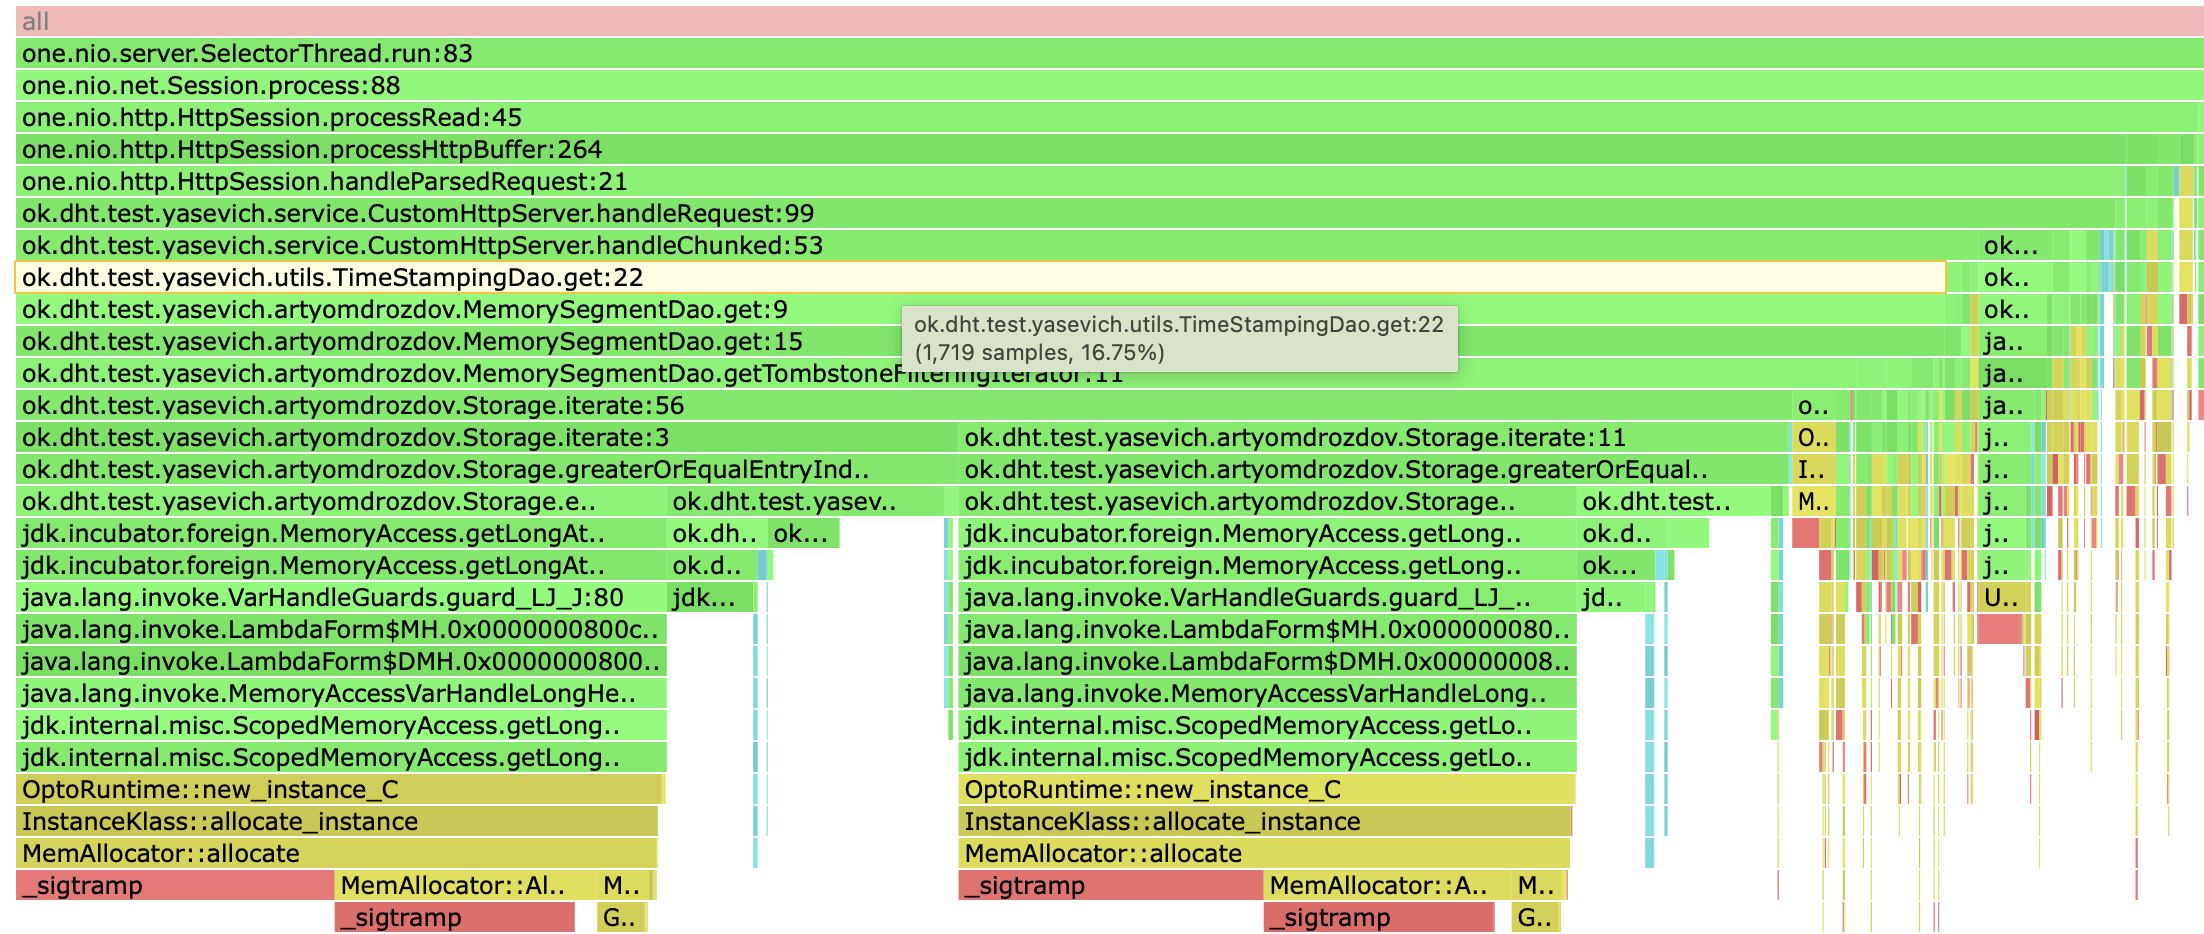 all
one.nio.server.SelectorThread.run:83
one.nio.net.Session.process:88
one.nio.http.HttpSession.processRead:45
one.nio.http.HttpSession.processHttpBuffer:264
one.nio.http.HttpSession.handleParsedRequest:21
ok.dht.test.yasevich.service.CustomHttpServer.handleRequest:99
ok.dht.test.yasevich.service.CustomHttpServer.handleChunked:53 ok...
ok.dht.test.yasevich.utils.TimeStampingDao.get:22 ok..
ok.dht.test.yasevich.artyomdrozdov.MemorySegmentDao.get:9 ok..
ok.dht.test.yasevich.utils.TimeStampingDao.get:22
(1,719 samples, 16.75%)
ok.dht.test.yasevich.artyomdrozdov.MemorySegmentDao.get:15 ja..
ok.dht.test.yasevich.artyomdrozdov.MemorySegmentDao.getTombstoneFilteringIterator:11 ja..
ok.dht.test.yasevich.artyomdrozdov.Storage.iterate:56 o.. ja..
ok.dht.test.yasevich.artyomdrozdov.Storage.iterate:3 ok.dht.test.yasevich.artyomdrozdov.Storage.iterate:11 O.. j..
ok.dht.test.yasevich.artyomdrozdov.Storage.greaterOrEqualEntryInd.. ok.dht.test.yasevich.artyomdrozdov.Storage.greaterOrEqual.. I.. j..
ok.dht.test.yasevich.artyomdrozdov.Storage.e.. ok.dht.test.yasev.. ok.dht.test.yasevich.artyomdrozdov.Storage.. ok.dht.test.. M.. j..
jdk.incubator.foreign.MemoryAccess.getLongAt.. ok.dh.. ok... jdk.incubator.foreign.MemoryAccess.getLong.. ok.d.. j..
jdk.incubator.foreign.MemoryAccess.getLongAt.. ok.d.. jdk.incubator.foreign.MemoryAccess.getLong.. ok... j..
java.lang.invoke.VarHandleGuards.guard_LJ_J:80 jdk... java.lang.invoke.VarHandleGuards.guard_LJ_.. jd.. U..
java.lang.invoke.LambdaForm$MH.0x0000000800c.. java.lang.invoke.LambdaForm$MH.0x000000080..
java.lang.invoke.LambdaForm$DMH.0x0000000800.. java.lang.invoke.LambdaForm$DMH.0x00000008..
java.lang.invoke.MemoryAccessVarHandleLongHe.. java.lang.invoke.MemoryAccessVarHandleLong..
jdk.internal.misc.ScopedMemoryAccess.getLong.. jdk.internal.misc.ScopedMemoryAccess.getLo..
jdk.internal.misc.ScopedMemoryAccess.getLong.. jdk.internal.misc.ScopedMemoryAccess.getLo..
OptoRuntime::new_instance_C OptoRuntime::new_instance_C
InstanceKlass::allocate_instance InstanceKlass::allocate_instance
MemAllocator::allocate MemAllocator::allocate
_sigtramp MemAllocator::Al.. M.. _sigtramp MemAllocator::A.. M..
_sigtramp G.. _sigtramp G..